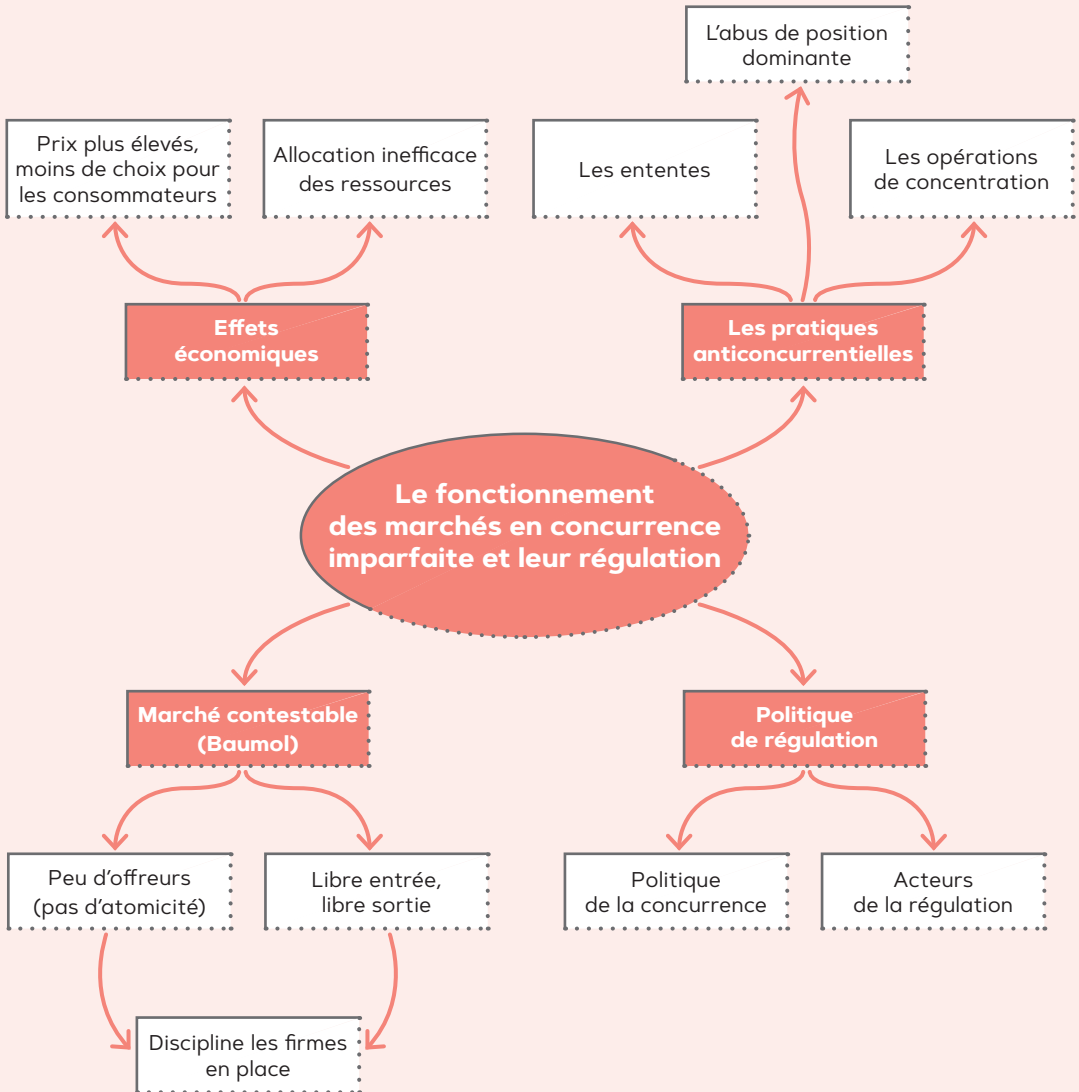 L'abus de position
dominante
Prix plus élevés,
moins de choix pour
les consommateurs
Allocation inefficace
des ressources
Les ententes
Les opérations
de concentration
Effets
économiques
Les pratiques
anticoncurrentielles
Le fonctionnement
des marchés en concurrence
imparfaite et leur régulation
Marché contestable
(Baumol)
Politique
de régulation
Peu d'offreurs
(pas d'atomicité)
Libre entrée,
libre sortie
Politique
de la concurrence
Acteurs
de la régulation
Discipline les firmes
en place